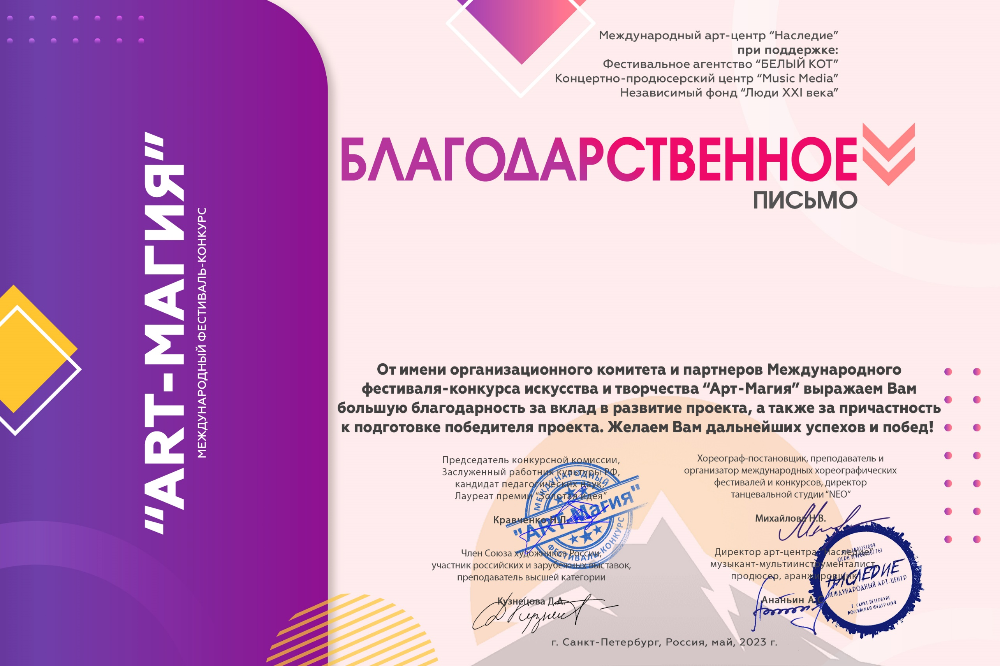 "ART-МАГИЯ"
МЕЖДУНАРОДНЫЙ ФЕСТИВАЛЬ-КОНКУРС
Международный арт-центр “Наследие”
при поддержке:
Фестивальное агентство “БЕЛЫЙ КОТ”
Концертно-продюсерский центр “Music Media”
Независимый фонд “Люди XXI века”
БЛАГОДАРСТВЕННОЕ
ПИСЬМО
От имени организационного комитета и партнеров Международного
фестиваля-конкурса искусства и творчества “Арт-Магия” выражаем Вам
большую благодарность за вклад в развитие проекта, а также за причастность
к подготовке победителя проекта. Желаем Вам дальнейших успехов и побед!
Председатель конкурсной комиссии,
Заслуженный работник культуры РФ,
кандидат педагогических наук,
Лауреат премии “Золотая идея”
Кравченко Н.Л.
МЕЖДУНАРОДНЫЙ
"ART Магия"
ФЕСТИВАЛЬ-КОНКУРС
Хореограф-постановщик, преподаватель и
организатор международных хореографических
фестивалей и конкурсов, директор
танцевальной студии “NEO”
Михайлова Н.В.
Член Союза художников России,
участник российских и зарубежных выставок,
преподаватель высшей категории
Кузнецова Д.А.
Директор арт-центра “Наследие”,
музыкант-мультиинструменталист,
продюсер, аранжировщик
Ананьин А.С.
ОГРН
НАСЛЕДИЕ
МЕЖДУНАРОДНЫЙ АРТ-ЦЕНТР
Г. САНКТ-ПЕТЕРБУРГ
РОССИЙСКАЯ ФЕДЕРАЦИЯ
г. Санкт-Петербург, Россия, май, 2023 г.